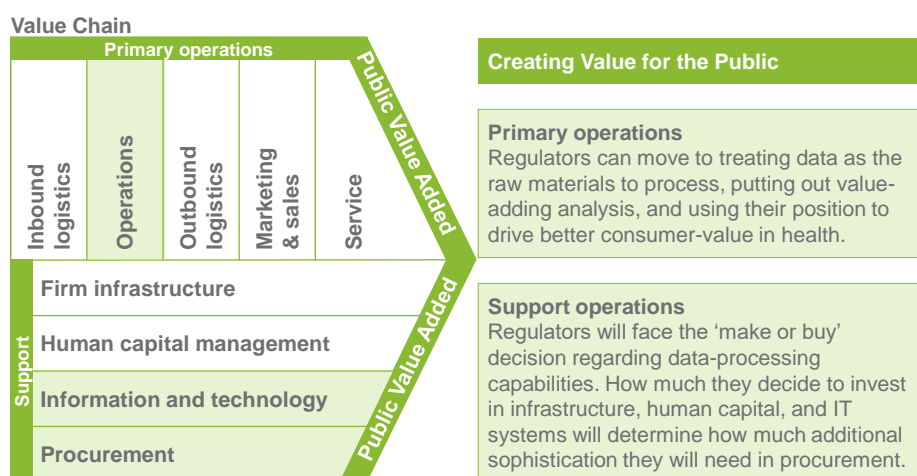 Value Chain
Primary operations
Inbound
logistics
Operations
Outbound
logistics
Marketing
& sales
Service
Public Value Added
Support
Firm infrastructure
Human capital management
Information and technology
Procurement
Public Value Added
Creating Value for the Public
Primary operations
Regulators can move to treating data as the
raw materials to process, putting out value-
adding analysis, and using their position to
drive better consumer-value in health.
Support operations
Regulators will face the ‘make or buy’
decision regarding data-processing
capabilities. How much they decide to invest
in infrastructure, human capital, and IT
systems will determine how much additional
sophistication they will need in procurement.